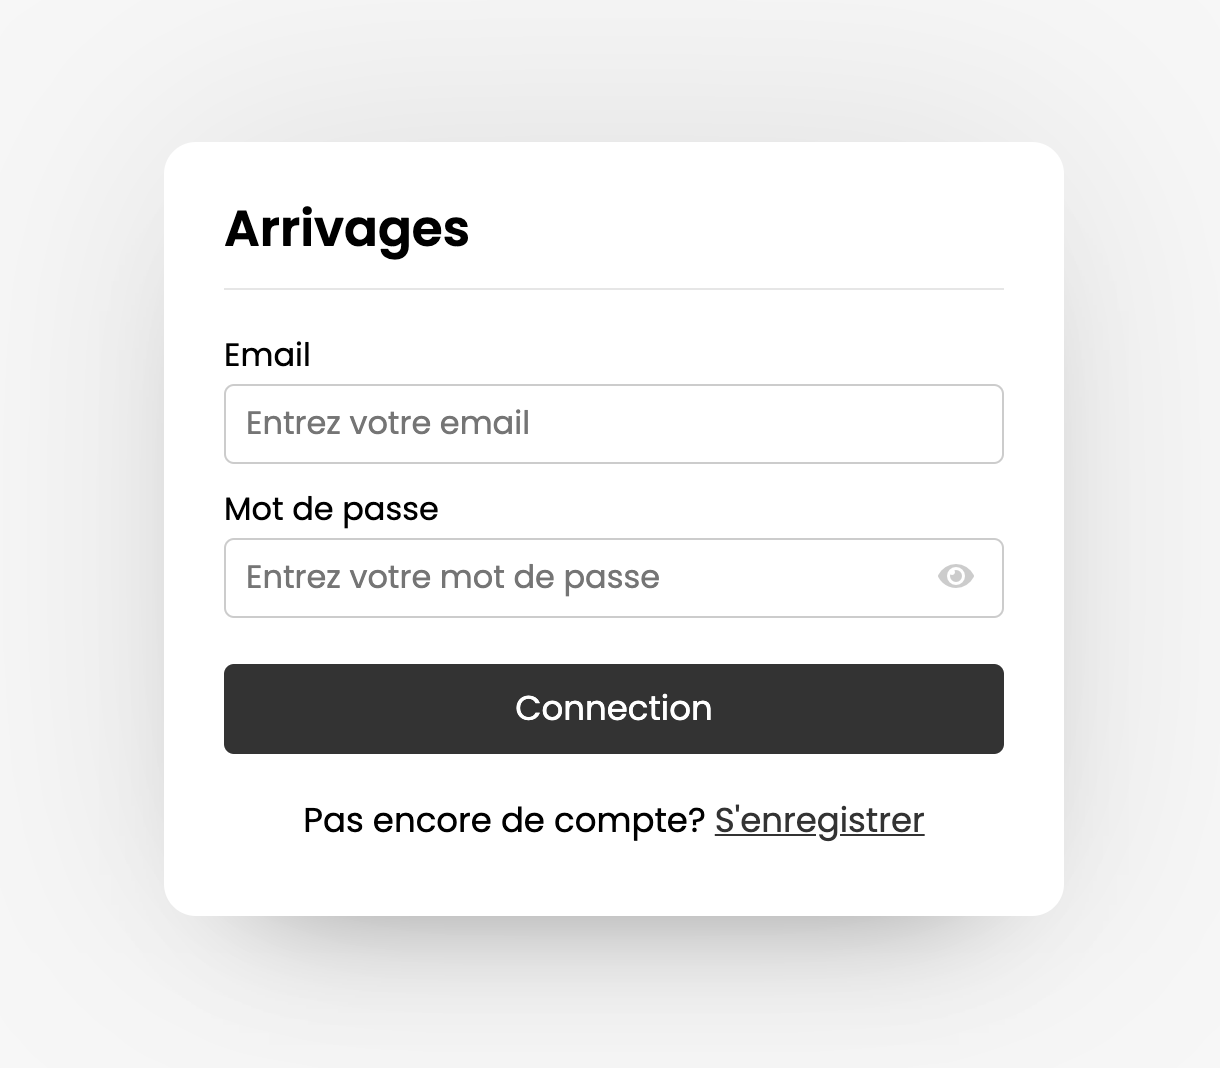 Arrivages
Email
Entrez votre email
Mot de passe
Entrez votre mot de passe
Connection
Pas encore de compte? S'enregistrer